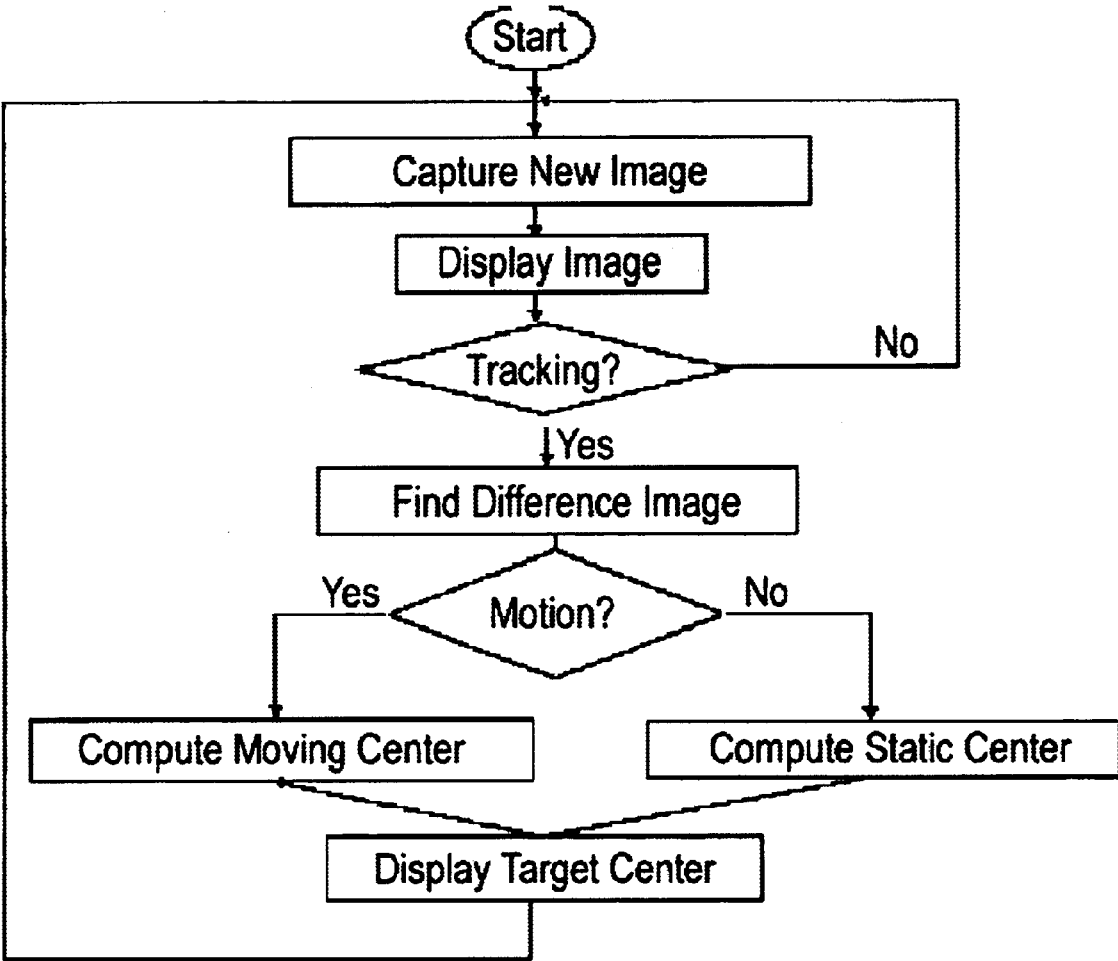 Start
Capture New Image
Display Image
No
Tracking?
Yes
Find Difference Image
Yes
No
Motion?
Compute Moving Center
Compute Static Center
Display Target Center